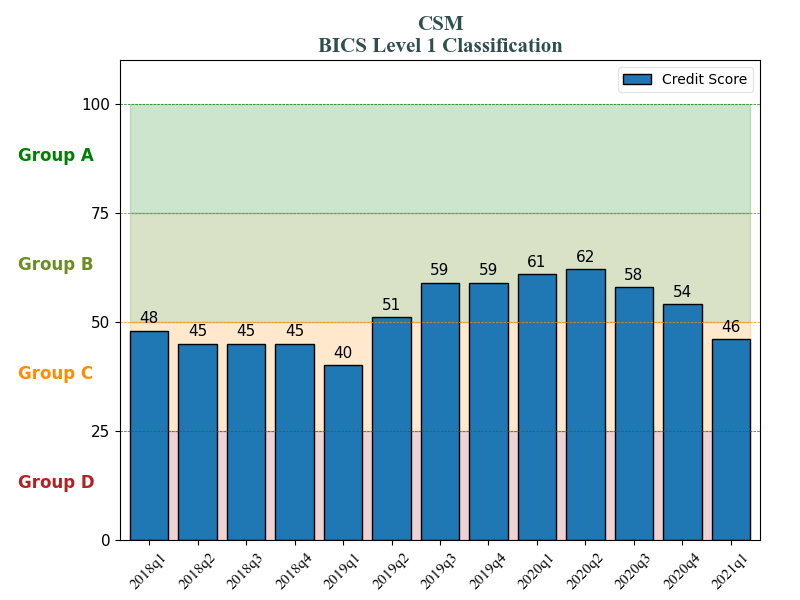 CSM
BICS Level 1 Classification
Credit Score
100
Group A
75
Group B
50
Group C
25
Group D
0
48
45
45
45
40
51
59
59
61
62
58
54
46
2018q1
2018q2
2018q3
2018q4
2019q1
2019q2
2019q3
2019q4
2020q1
2020q2
2020q3
2020q4
2021q1